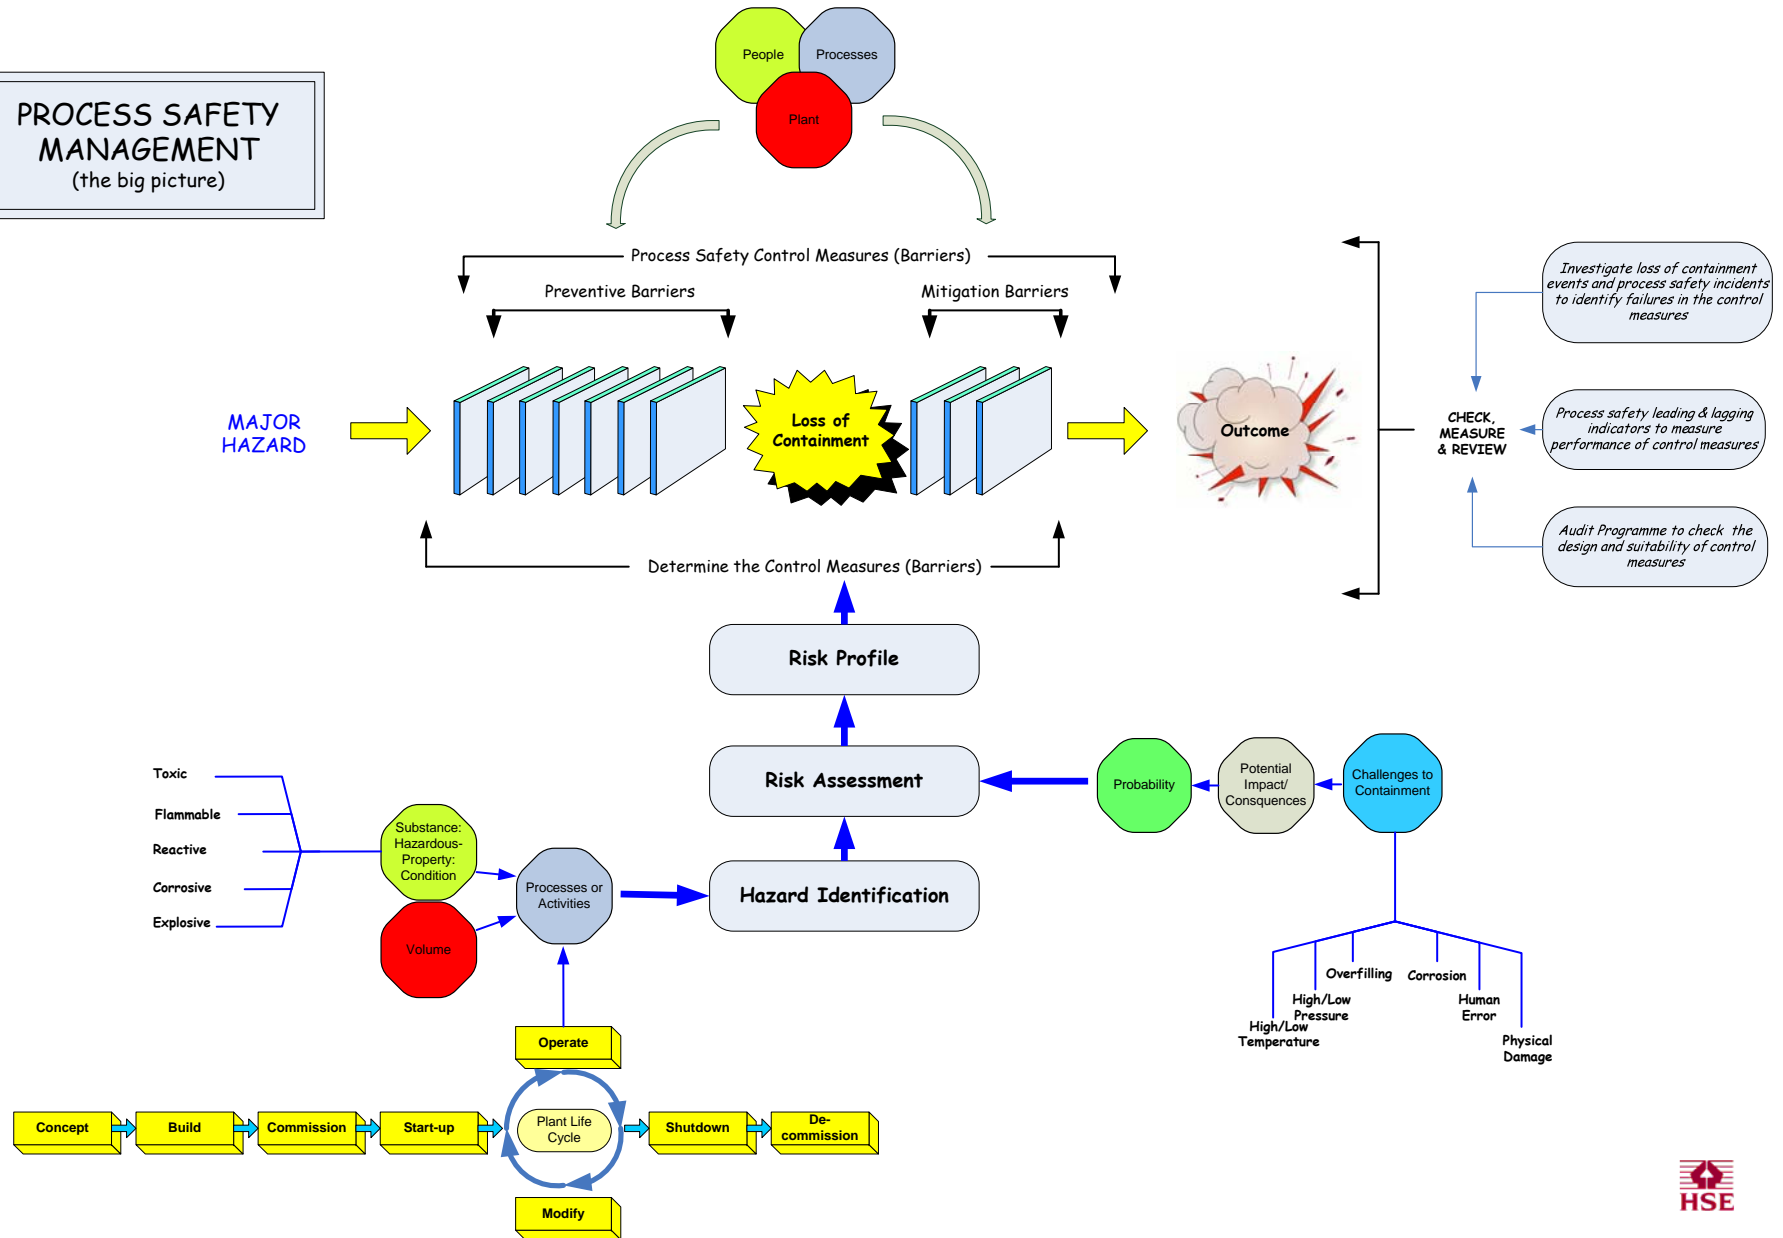 People
Processes
Plant
PROCESS SAFETY
MANAGEMENT
(the big picture)
Process Safety Control Measures (Barriers)
Preventive Barriers
Mitigation Barriers
MAJOR
HAZARD
Loss of
Containment
Outcome
CHECK,
MEASURE
& REVIEW
Investigate loss of containment
events and process safety incidents
to identify failures in the control
measures
Process safety leading & lagging
indicators to measure
performance of control measures
Audit Programme to check the
design and suitability of control
measures
Determine the Control Measures (Barriers)
Risk Profile
Risk Assessment
Hazard Identification
Probability
Potential
Impact/
Consquences
Challenges to
Containment
Toxic
Flammable
Reactive
Corrosive
Explosive
Substance:
Hazardous-
Property:
Condition
Volume
Processes or
Activities
Overfilling
Corrosion
High/Low
Pressure
Human
Error
High/Low
Temperature
Physical
Damage
Operate
Concept
Build
Commission
Start-up
Plant Life
Cycle
Shutdown
De-
commission
Modify
HSE